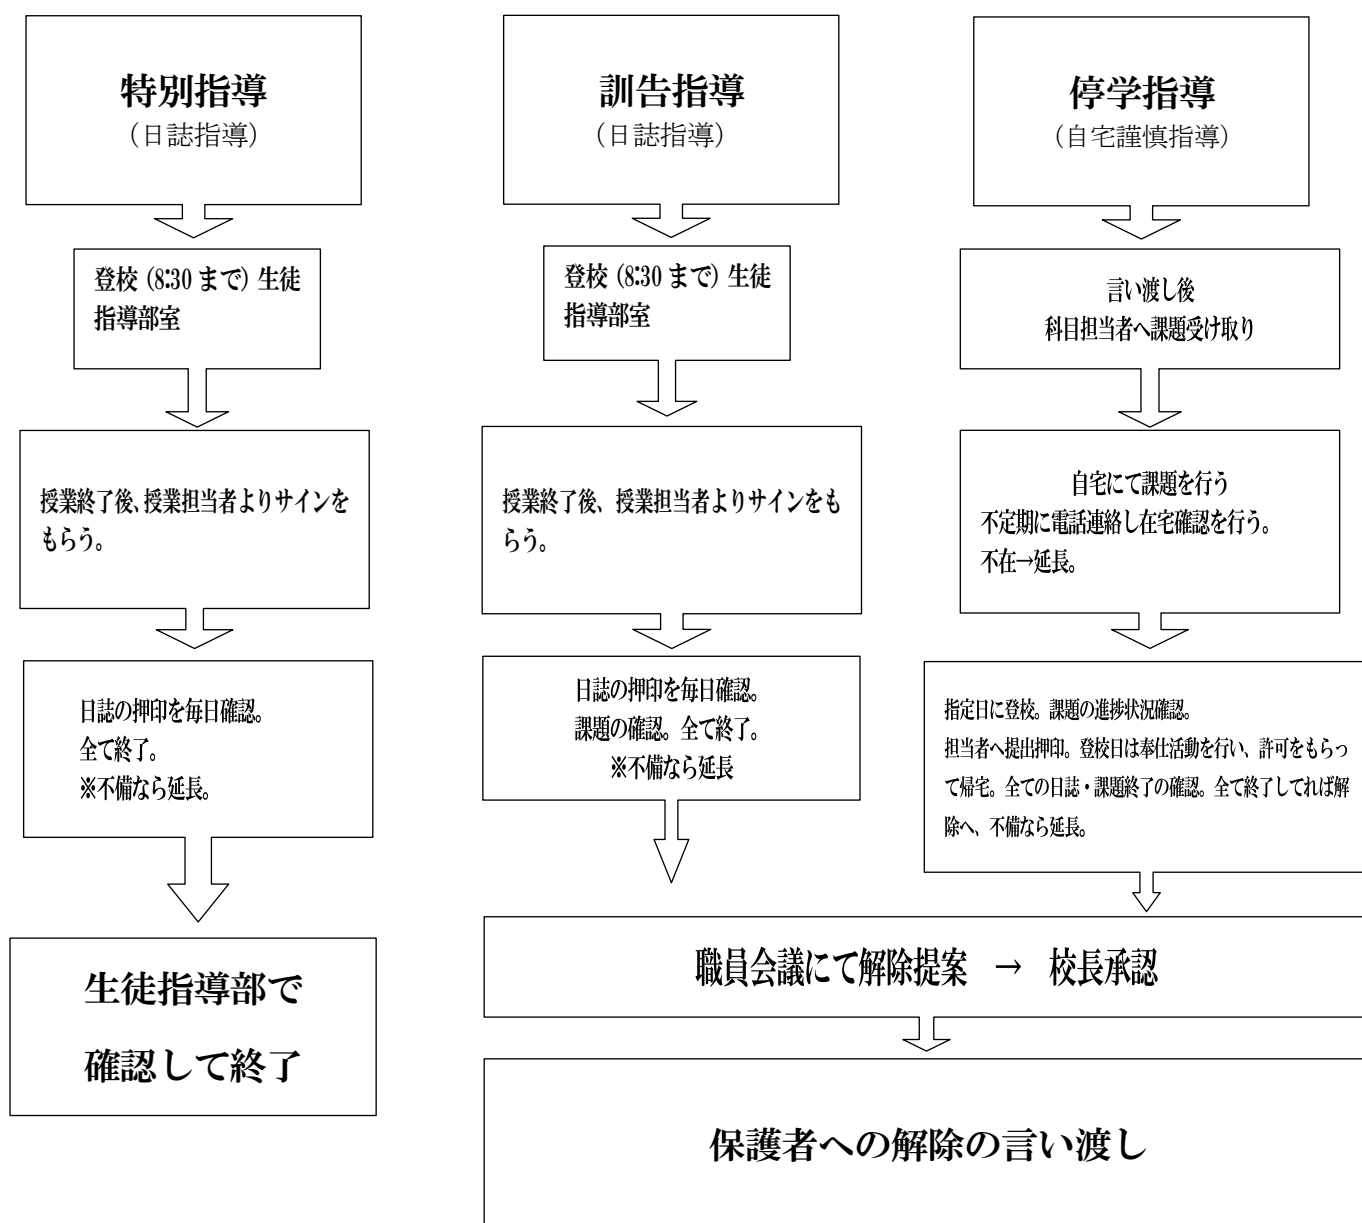 特別指導
（日誌指導）
登校（8:30 まで）生徒
指導部室
授業終了後、授業担当者よりサインを
もらう。
日誌の押印を毎日確認。
全て終了。
※不備なら延長。
生徒指導部で
確認して終了
訓告指導
（日誌指導）
登校（8:30 まで）生徒
指導部室
授業終了後、授業担当者よりサインをも
らう。
日誌の押印を毎日確認。
課題の確認。全て終了。
※不備なら延長
停学指導
（自宅謹慎指導）
言い渡し後
科目担当者へ課題受け取り
自宅にて課題を行う
不定期に電話連絡し在宅確認を行う。
不在→延長。
指定日に登校。課題の進捗状況確認。
担当者へ提出押印。登校日は奉仕活動を行い、許可をもらっ
て帰宅。全ての日誌・課題終了の確認。全て終了してれば解
除へ、不備なら延長。
職員会議にて解除提案　→　校長承認
保護者への解除の言い渡し